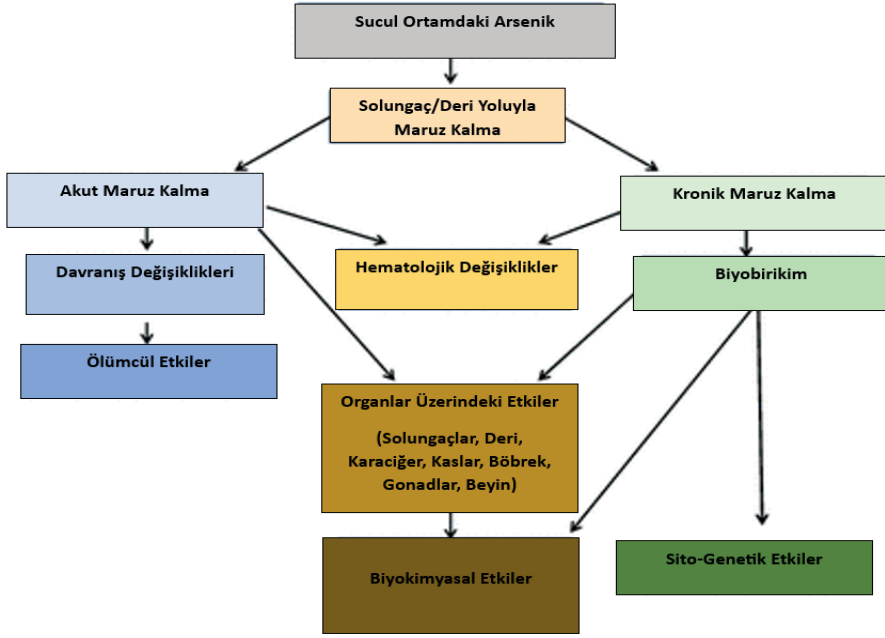 Sucul Ortamdaki Arsenik
Solungaç/Deri Yoluyla
Maruz Kalma
Akut Maruz Kalma
Kronik Maruz Kalma
Davranış Değişiklikleri
Hematolojik Değişiklikler
Biyobirikim
Ölümcül Etkiler
Organlar Üzerindeki Etkiler
(Solungaçlar, Deri,
Karaciğer, Kaslar, Böbrek,
Gonadlar, Beyin)
Biyokimyasal Etkiler
Sito-Genetik Etkiler